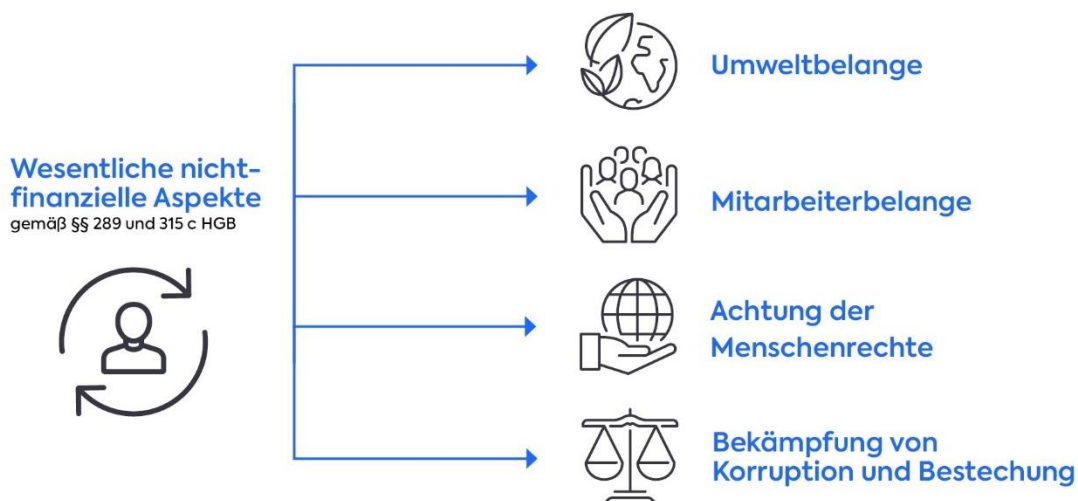 Wesentliche nicht-
finanzielle Aspekte
gemäß §§ 289 und 315 c HGB
Umweltbelange
Mitarbeiterbelange
Achtung der
Menschenrechte
Bekämpfung von
Korruption und Bestechung